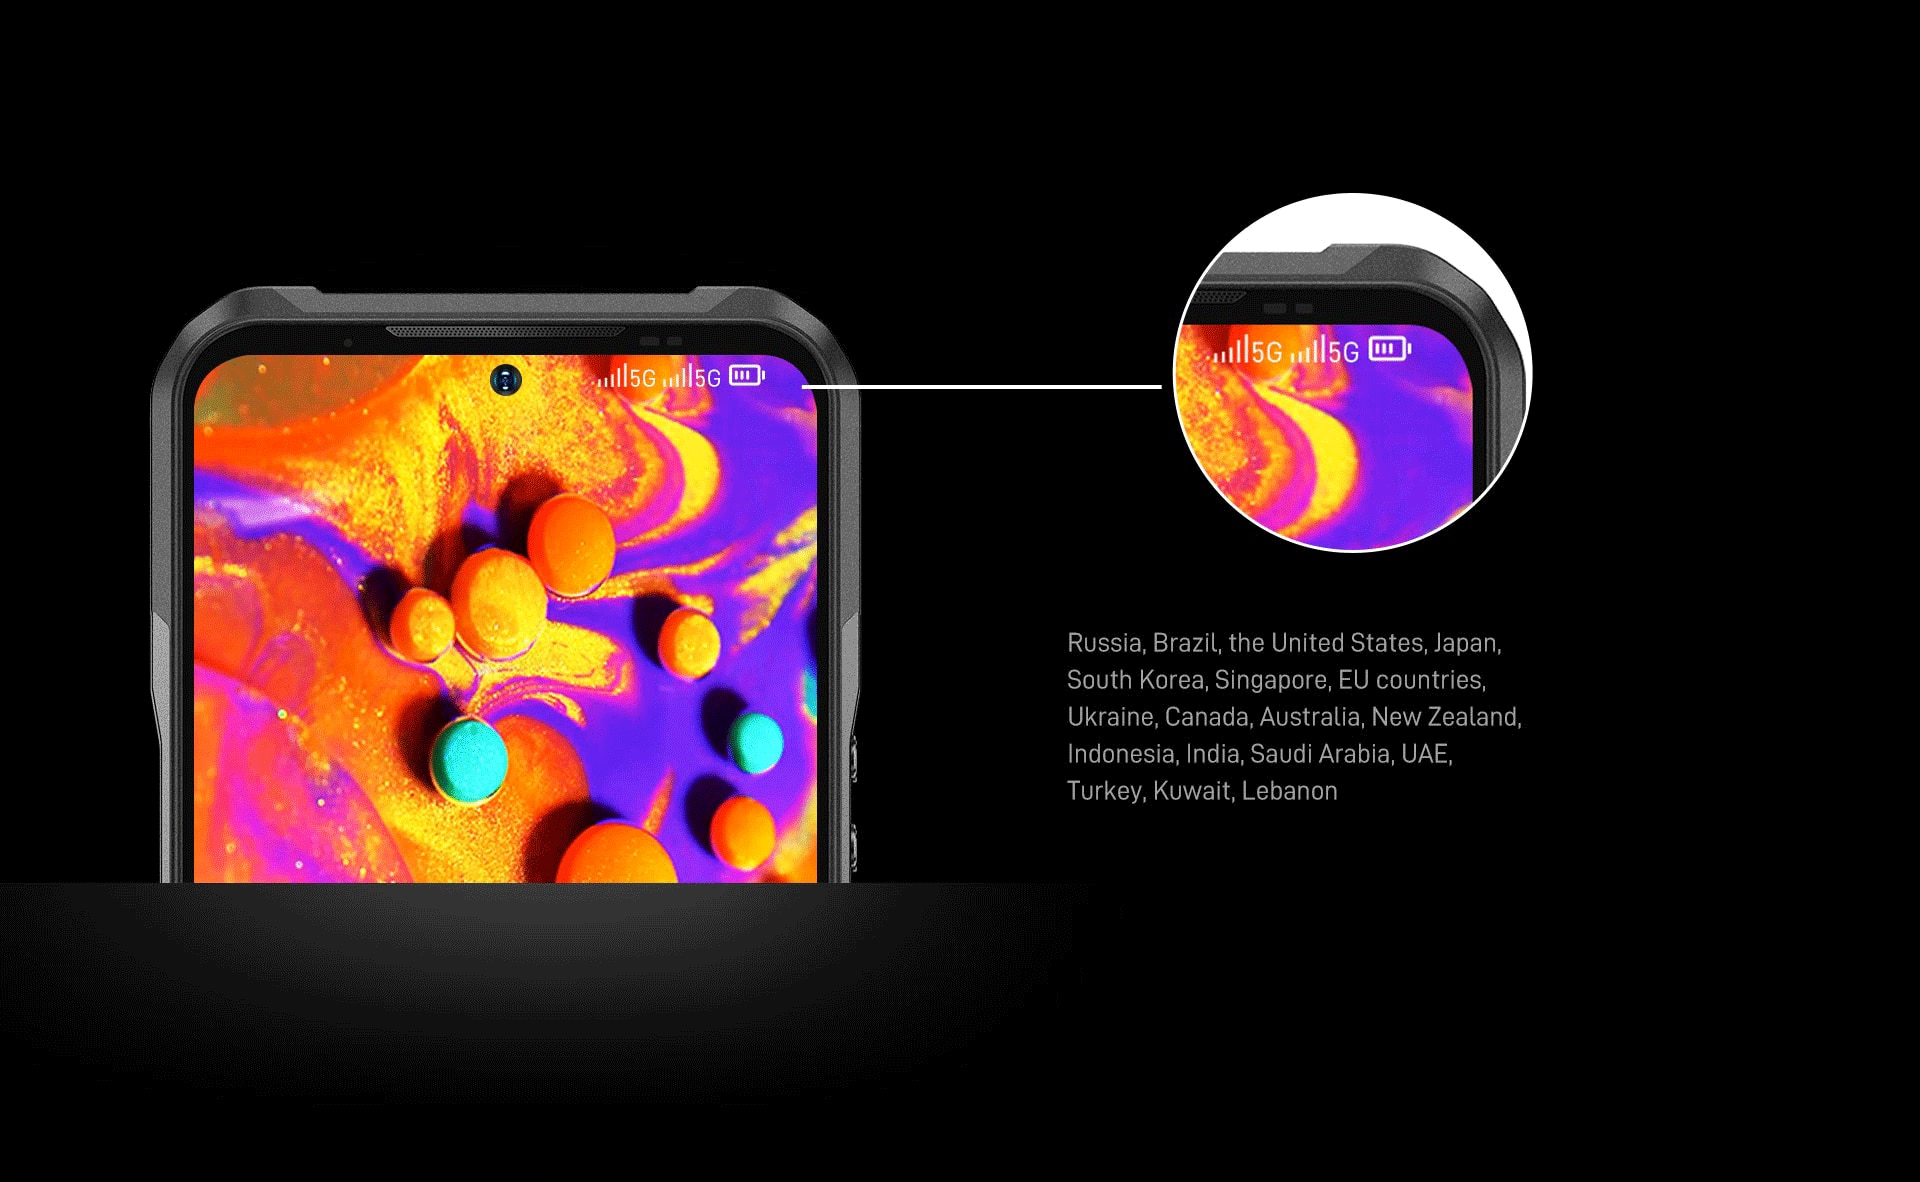 5G 5G
5G 5G
Russia, Brazil, the United States, Japan,
South Korea, Singapore, EU countries,
Ukraine, Canada, Australia, New Zealand,
Indonesia, India, Saudi Arabia, UAE,
Turkey, Kuwait, Lebanon